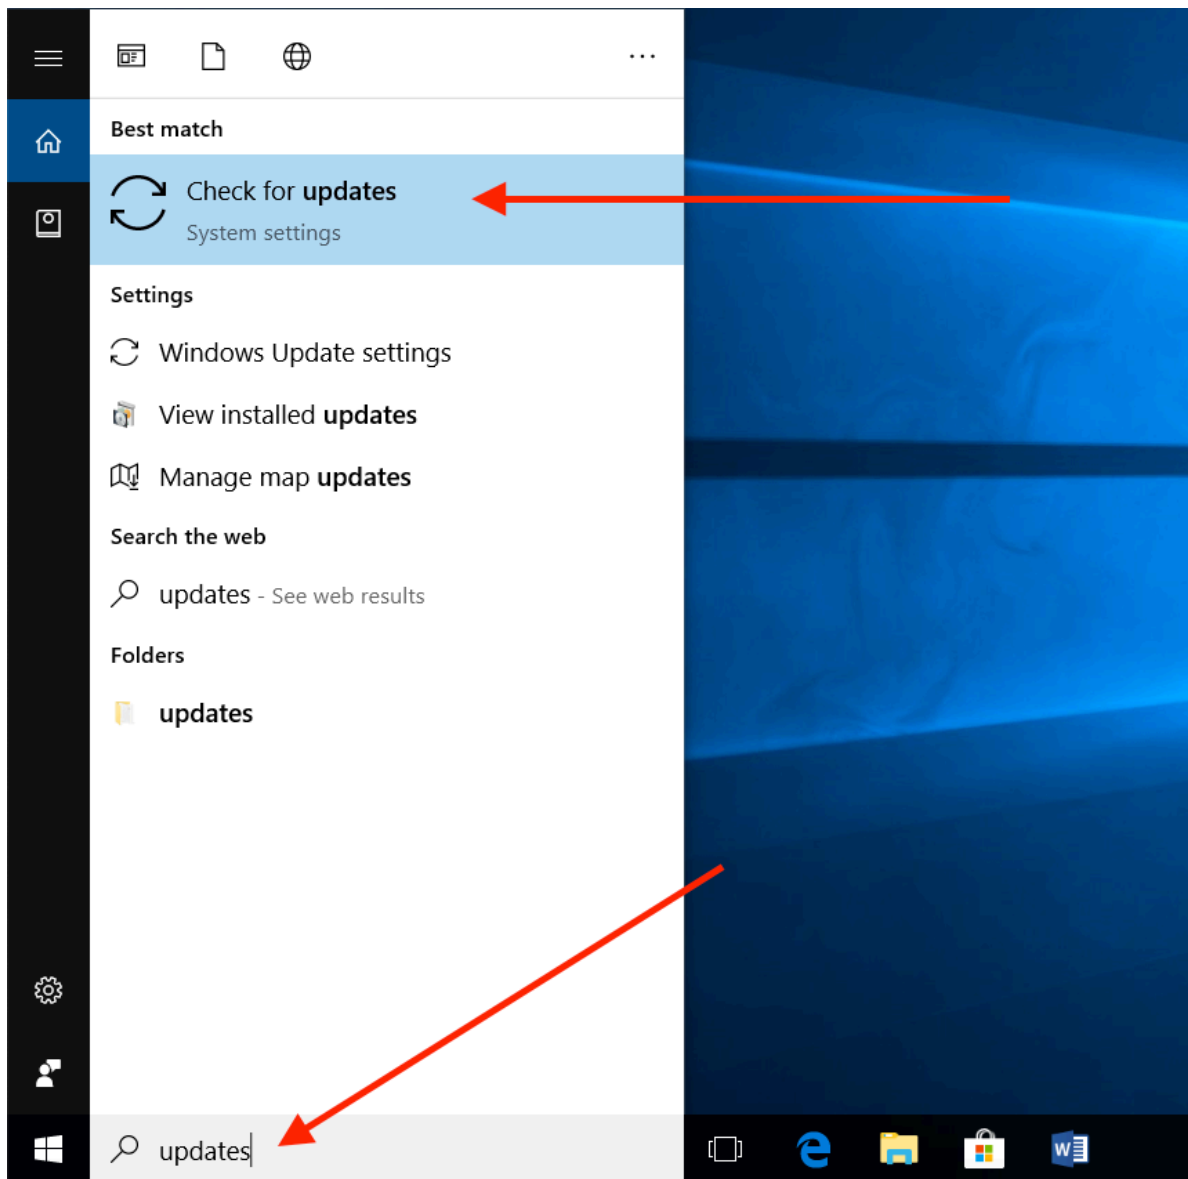 ...
Best match
Check for updates
System settings
Settings
Windows Update settings
View installed updates
Manage map updates
Search the web
updates - See web results
Folders
updates
updates
W